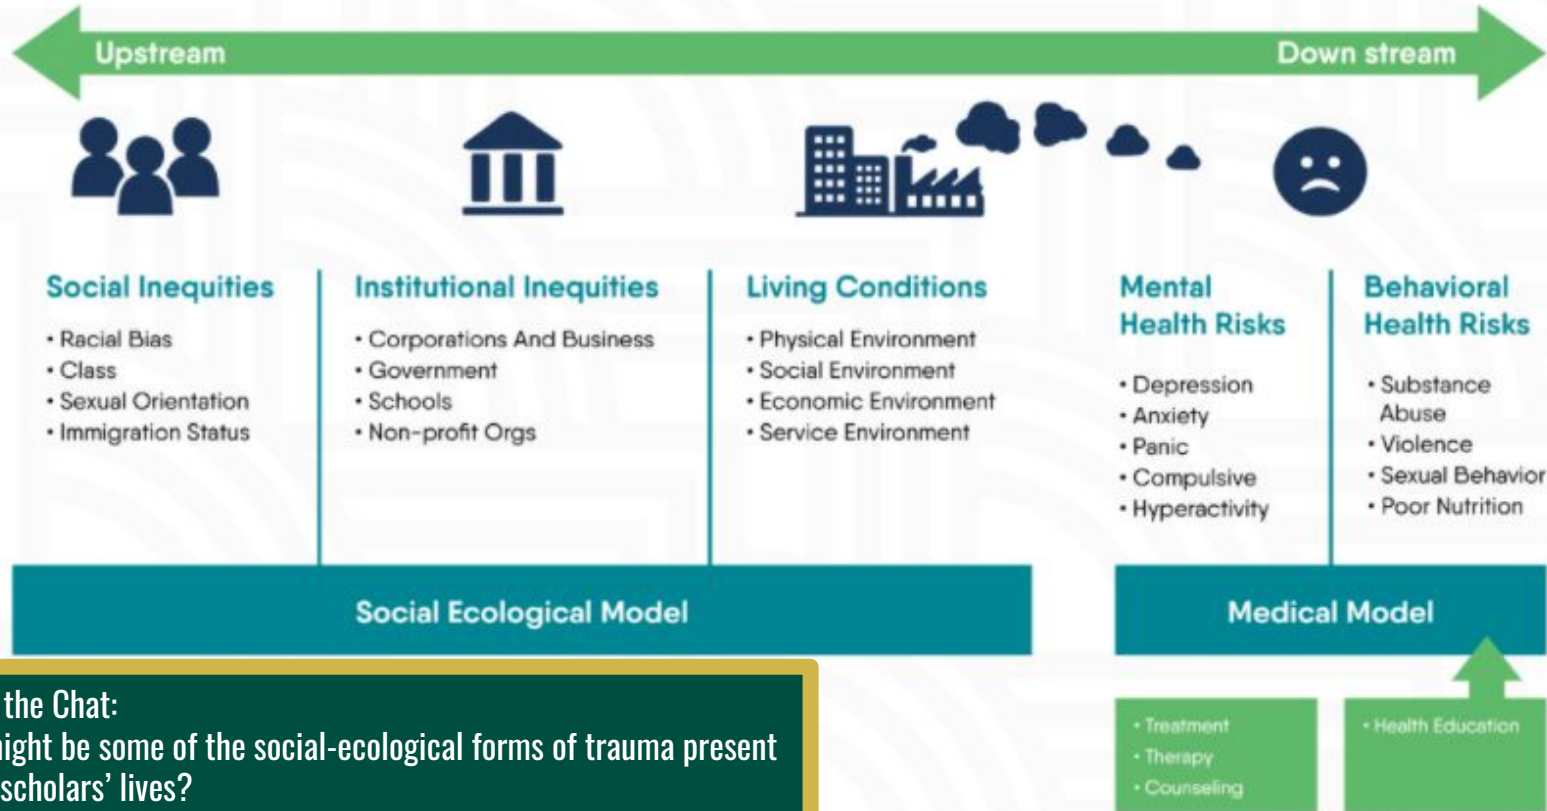 Upstream
Down stream
Social Inequities
• Racial Bias
• Class
• Sexual Orientation
• Immigration Status
Institutional Inequities
• Corporations And Business
• Government
• Schools
• Non-profit Orgs
Living Conditions
• Physical Environment
• Social Environment
• Economic Environment
• Service Environment
Mental
Health Risks
• Depression
• Anxiety
• Panic
• Compulsive
• Hyperactivity
Behavioral
Health Risks
• Substance
Abuse
• Violence
• Sexual Behavior
• Poor Nutrition
Social Ecological Model
Medical Model
the Chat:
might be some of the social-ecological forms of trauma present
scholars' lives?
• Treatment
• Therapy
• Counseling
• Health Education